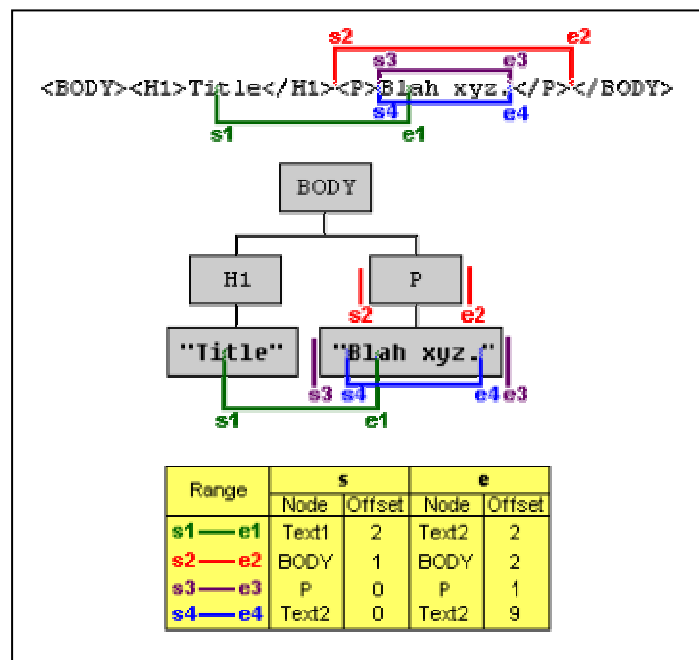 s2 e2
s3 e3
<BODY><H1>Title</H1><P>Blah xyz.</P></BODY>
s4 e4
s1 e1
BODY
H1 P
s2 e2
"Title" "Blah xyz."
s3 s4 e4 e3
s1 e1
Range s e
Node Offset Node Offset
s1 e1 Text1 2 Text2 2
s2 e2 BODY 1 BODY 2
s3 e3 P 0 P 1
s4 e4 Text2 0 Text2 9